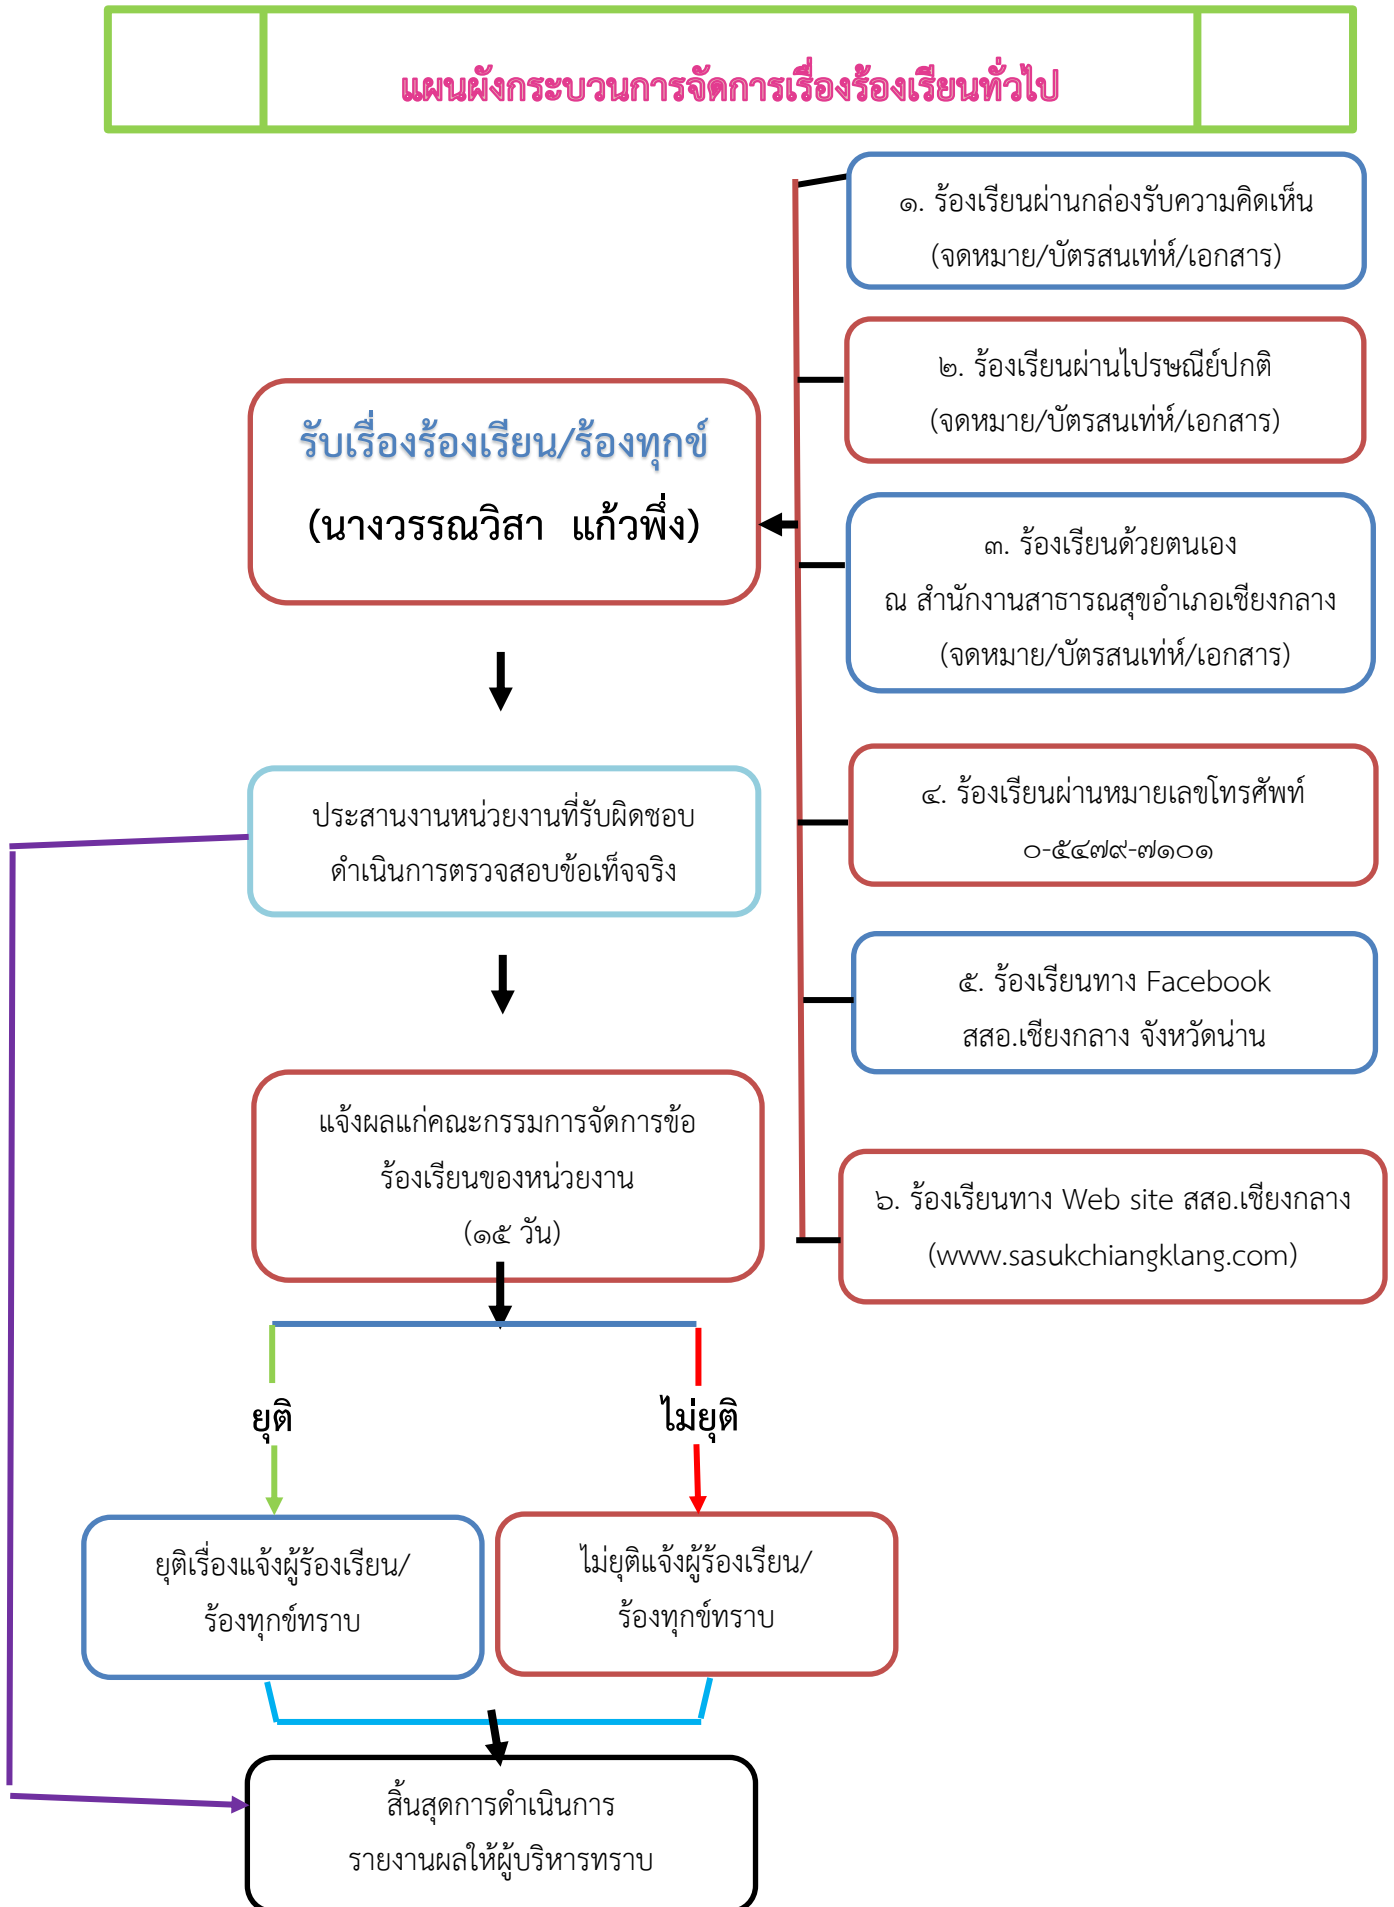 แผนผังกระบวนการจัดการเรื่องร้องเรียนทั่วไป
๑. ร้องเรียนผ่านกล่องรับความคิดเห็น
(จดหมาย/บัตรสนเท่ห์/เอกสาร)
๒. ร้องเรียนผ่านไปรษณีย์ปกติ
(จดหมาย/บัตรสนเท่ห์/เอกสาร)
รับเรื่องร้องเรียน/ร้องทุกข์
(นางวรรณวิสา แก้วพึ่ง)
๓. ร้องเรียนด้วยตนเอง
ณ สำนักงานสาธารณสุขอำเภอเชียงกลาง
(จดหมาย/บัตรสนเท่ห์/เอกสาร)
๔. ร้องเรียนผ่านหมายเลขโทรศัพท์
๐-๕๔๗๙-๗๑๐๑
ประสานงานหน่วยงานที่รับผิดชอบ
ดำเนินการตรวจสอบข้อเท็จจริง
๕. ร้องเรียนทาง Facebook
สสอ.เชียงกลาง จังหวัดน่าน
แจ้งผลแก่คณะกรรมการจัดการข้อ
ร้องเรียนของหน่วยงาน
(๑๕ วัน)
๖. ร้องเรียนทาง Web site สสอ.เชียงกลาง
(www.sasukchiangklang.com)
ยุติ
ไม่ยุติ
ยุติเรื่องแจ้งผู้ร้องเรียน/
ร้องทุกข์ทราบ
ไม่ยุติแจ้งผู้ร้องเรียน/
ร้องทุกข์ทราบ
สิ้นสุดการดำเนินการ
รายงานผลให้ผู้บริหารทราบ